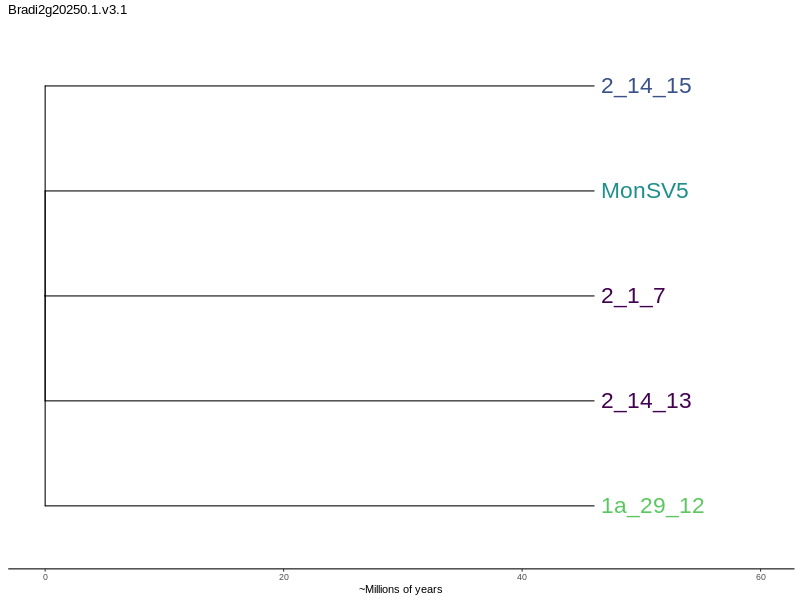 Bradi2g20250.1.v3.1
2_14_15
MonSV5
2_1_7
2_14_13
1a_29_12
0 20 40 60
~Millions of years